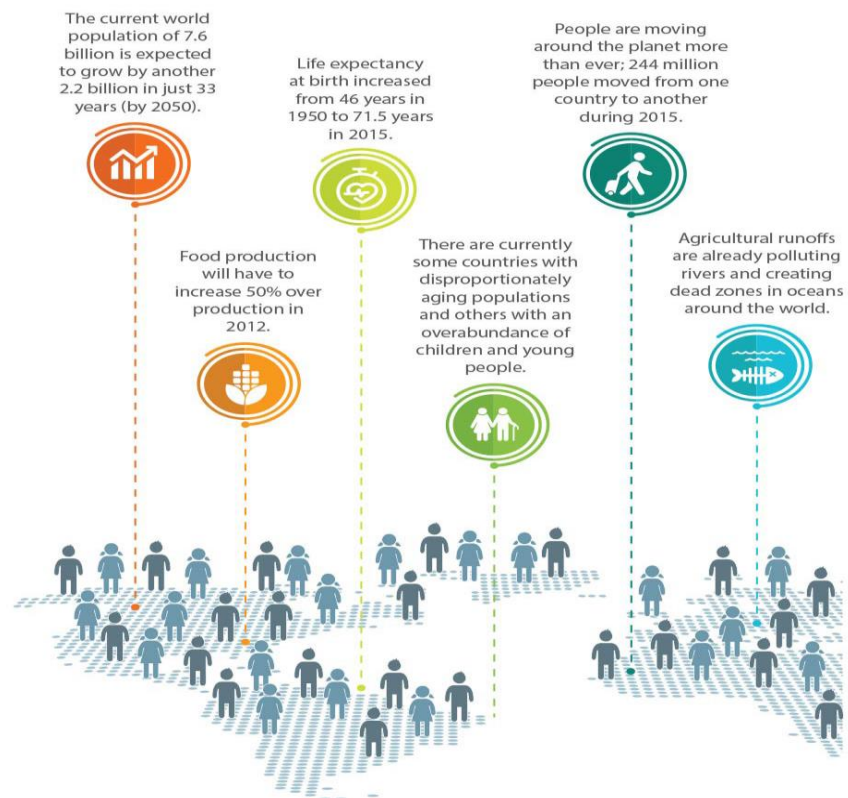 The current world
population of 7.6
billion is expected
to grow by another
2.2 billion in just 33
years (by 2050).
Food production
will have to
increase 50% over
production in
2012.
Life expectancy
at birth increased
from 46 years in
1950 to 71.5 years
in 2015.
There are currently
some countries with
disproportionately
aging populations
and others with an
overabundance of
children and young
people.
People are moving
around the planet more
than ever; 244 million
people moved from one
country to another
during 2015.
Agricultural runoffs
are already polluting
rivers and creating
dead zones in oceans
around the world.